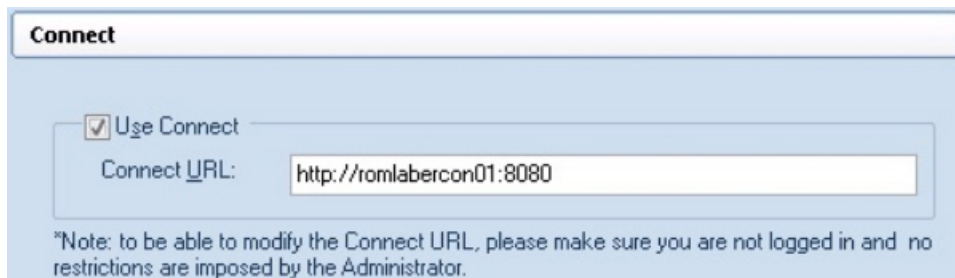 Connect
Use Connect
Connect URL: http://romlabercon01:8080
*Note: to be able to modify the Connect URL, please make sure you are not logged in and no
restrictions are imposed by the Administrator.